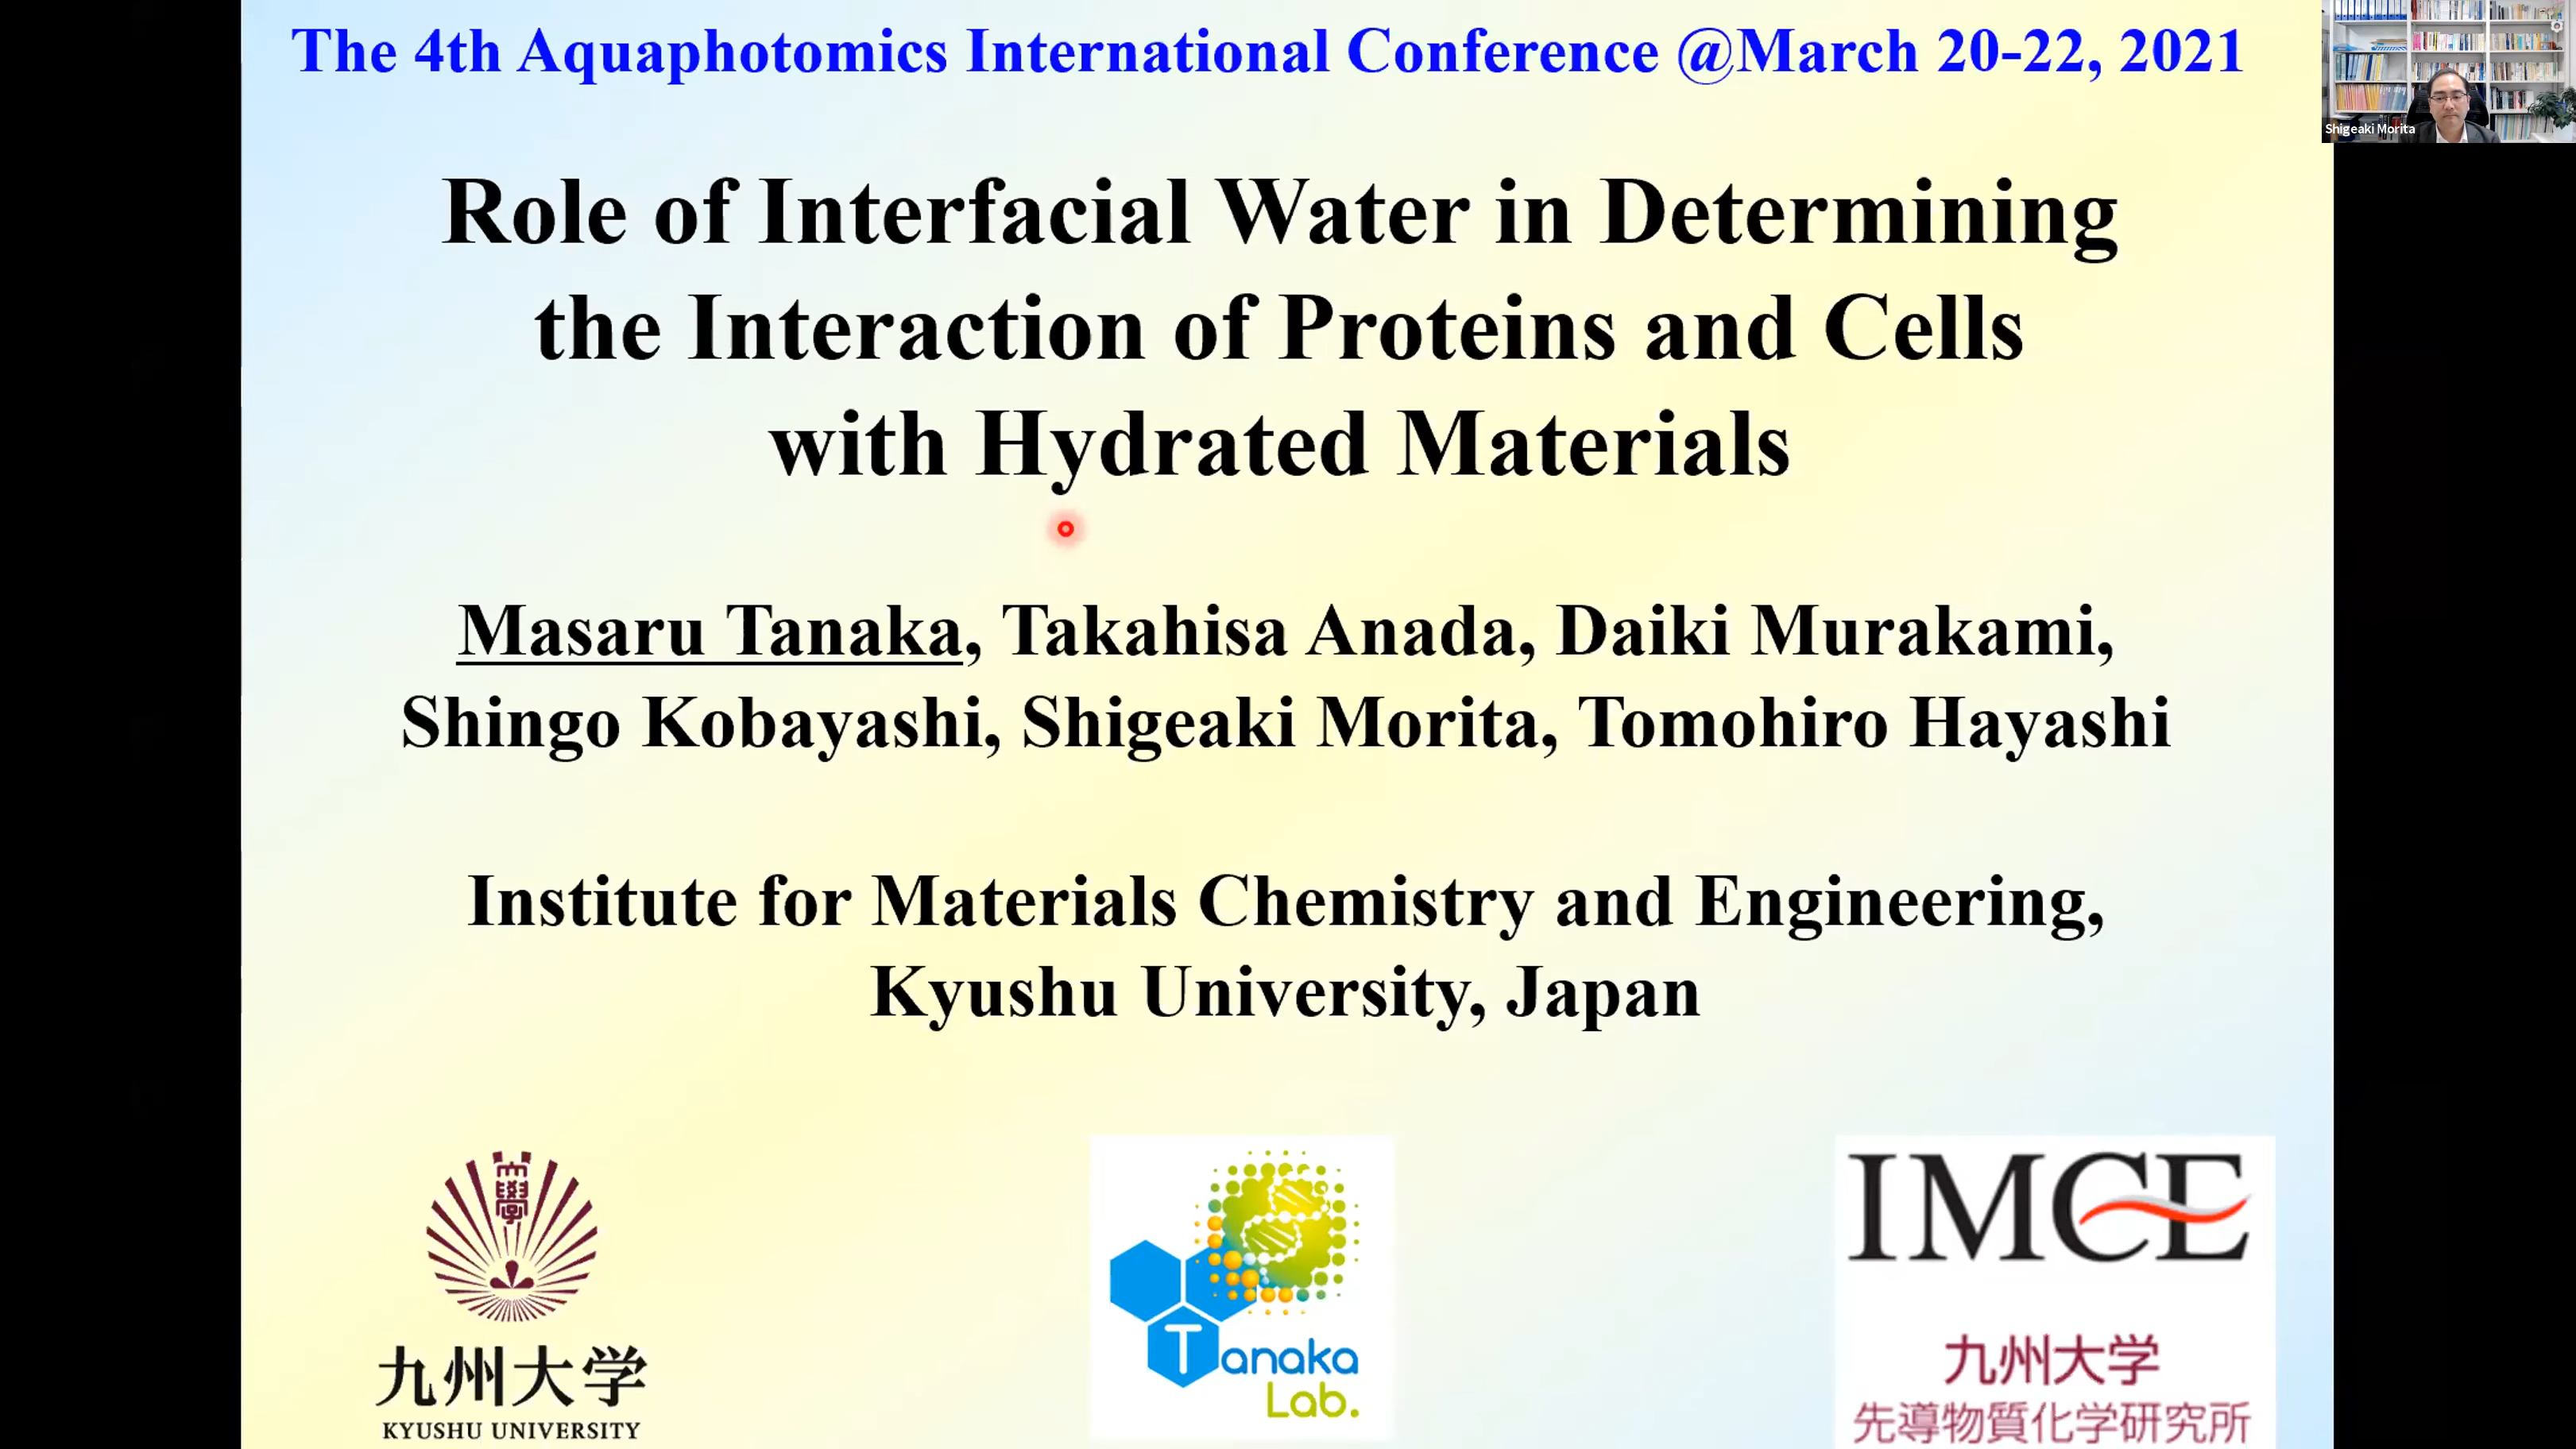 The 4th Aquaphotomics International Conference @March 20-22, 2021
Shigeaki Morita
Role of Interfacial Water in Determining
the Interaction of Proteins and Cells
with Hydrated Materials
Masaru Tanaka, Takahisa Anada, Daiki Murakami,
Shingo Kobayashi, Shigeaki Morita, Tomohiro Hayashi
Institute for Materials Chemistry and Engineering,
Kyushu University, Japan
九州大学
KYUSHU UNIVERSITY
Tanaka
Lab.
IMCE
九州大学
先導物質化学研究所